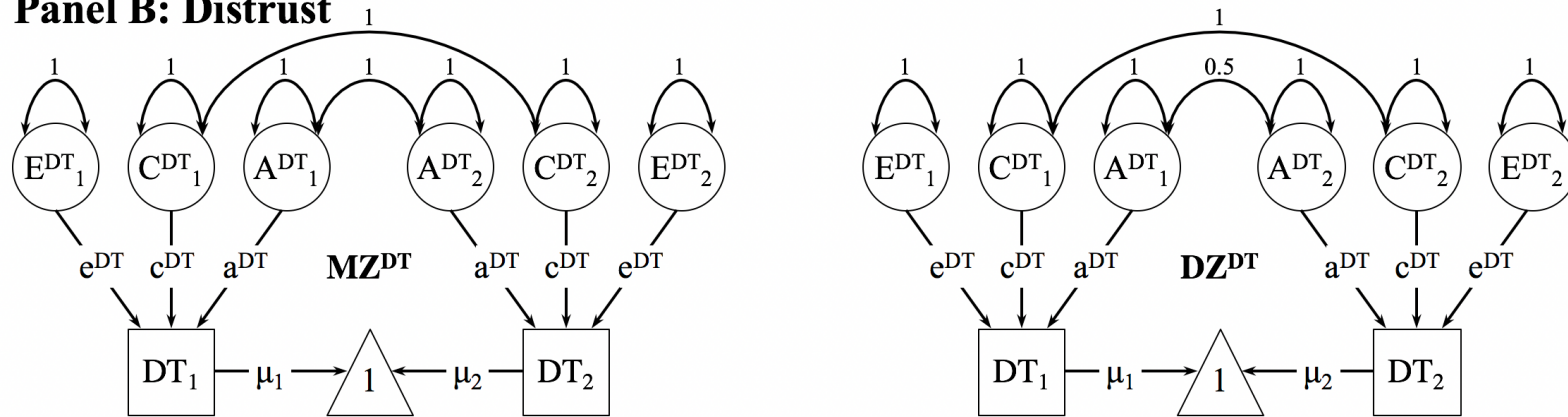 Panel B: Distrust
1 1
1 1 1 1 1 1 1 1 1 1 0.5 1 1 1
E^DT_1 C^DT_1 A^DT_1 A^DT_2 C^DT_2 E^DT_2 E^DT_1 C^DT_1 A^DT_1 A^DT_2 C^DT_2 E^DT_2
e^DT c^DT a^DT MZ^DT a^DT c^DT e^DT e^DT c^DT a^DT DZ^DT a^DT c^DT e^DT
DT_1 μ_1 1 μ_2 DT_2 DT_1 μ_1 1 μ_2 DT_2